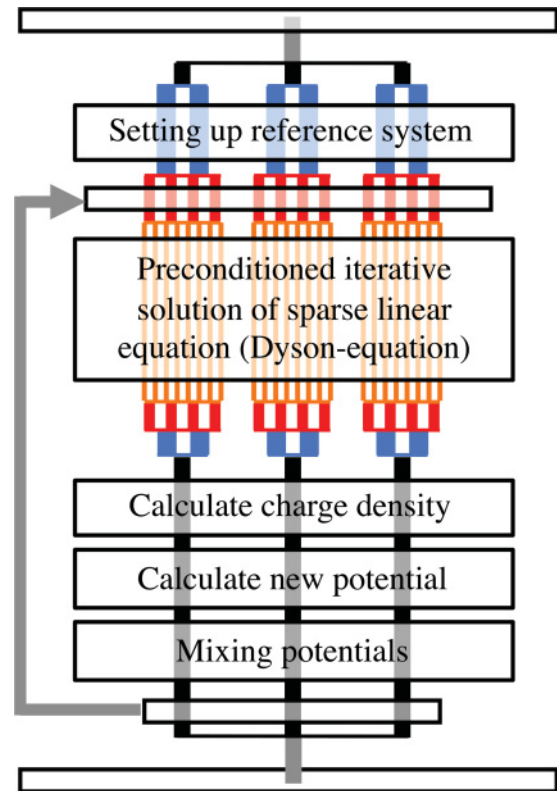 Setting up reference system
Preconditioned iterative
solution of sparse linear
equation (Dyson-equation)
Calculate charge density
Calculate new potential
Mixing potentials